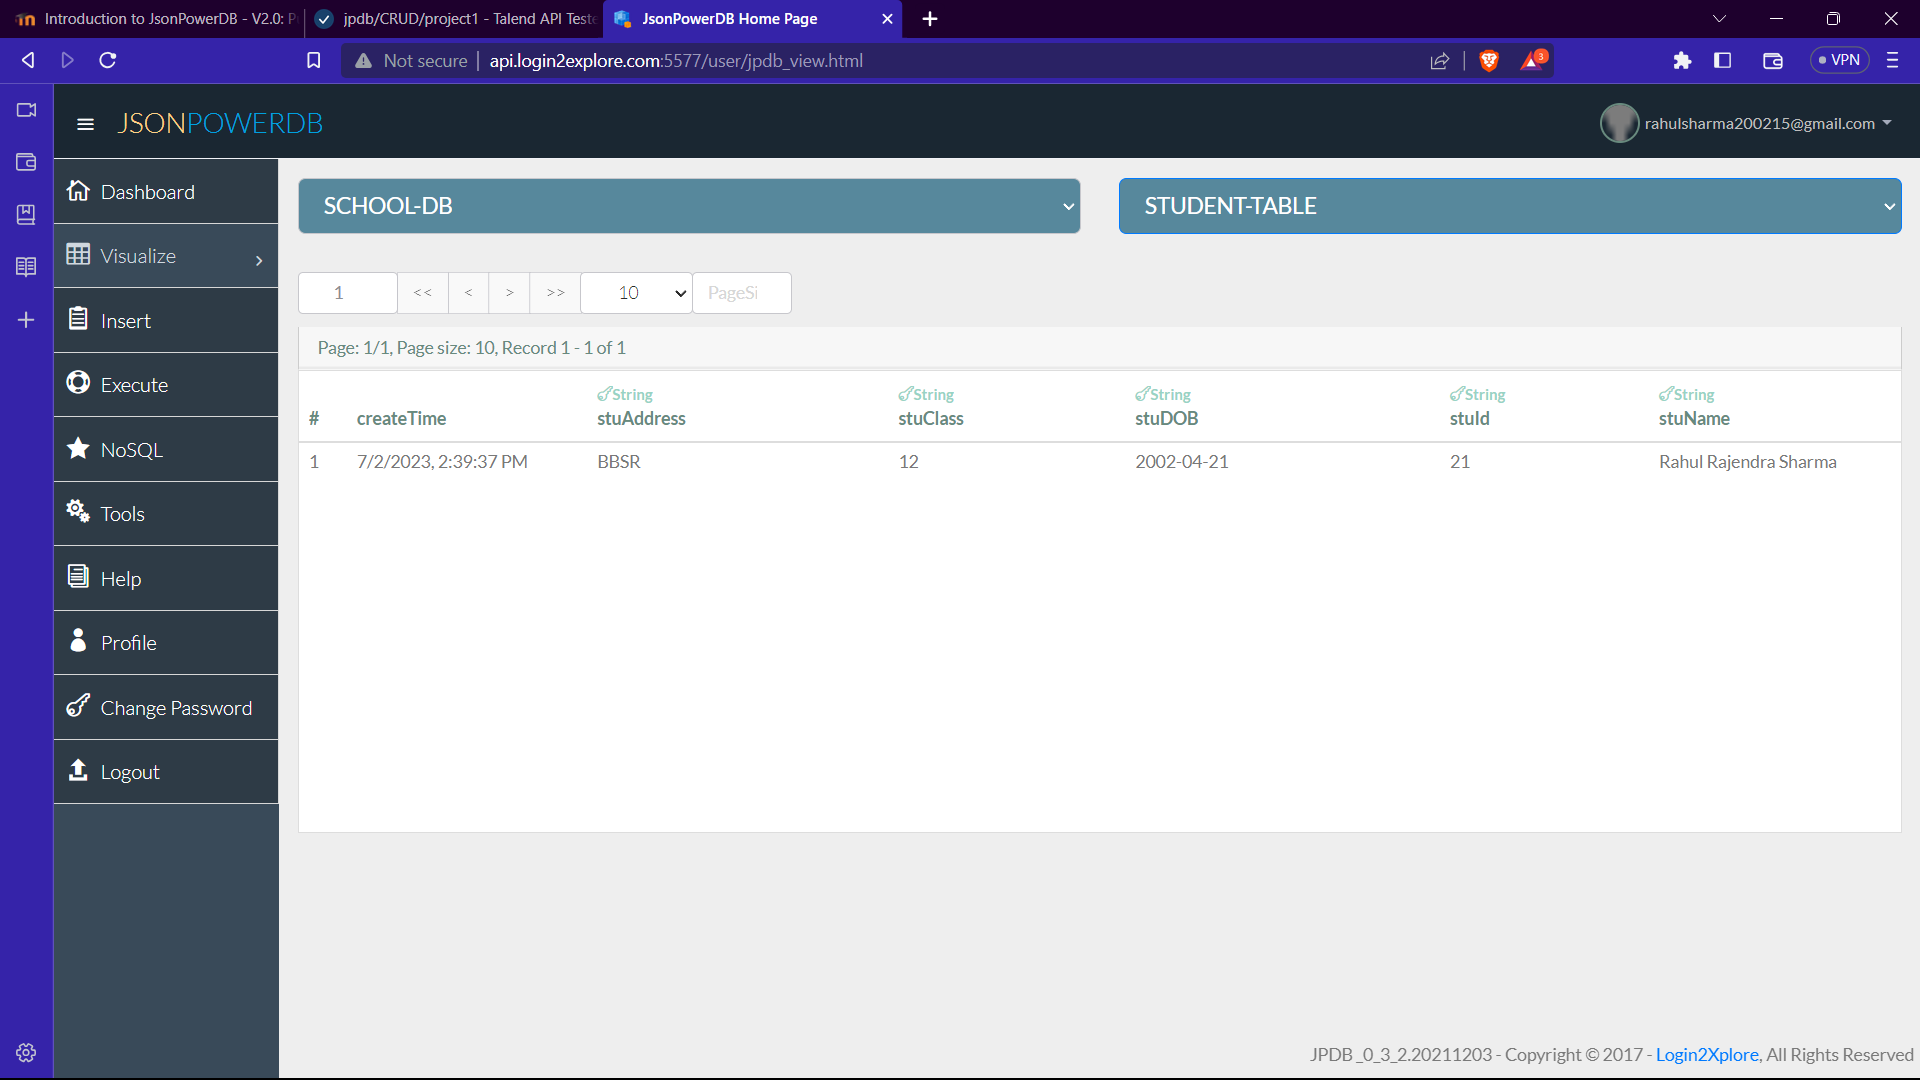 Introduction to JsonPowerDB - V2.0: P
jpdb/CRUD/project1 - Talend API Teste
JsonPowerDB Home Page
Not secure
api.login2explore.com:5577/user/jpdb_view.html
3
VPN
JSONPOWERDB
rahulsharma200215@gmail.com
Dashboard
Visualize
Insert
Execute
NoSQL
Tools
Help
Profile
Change Password
Logout
SCHOOL-DB
STUDENT-TABLE
1 << < > >> 10 PageSi
Page: 1/1, Page size: 10, Record 1 - 1 of 1
String String String String String
# createTime stuAddress stuClass stuDOB stuId stuName
1 7/2/2023, 2:39:37 PM BBSR 12 2002-04-21 21 Rahul Rajendra Sharma
JPDB_0_3_2.20211203 - Copyright © 2017 - Login2Xplore, All Rights Reserved